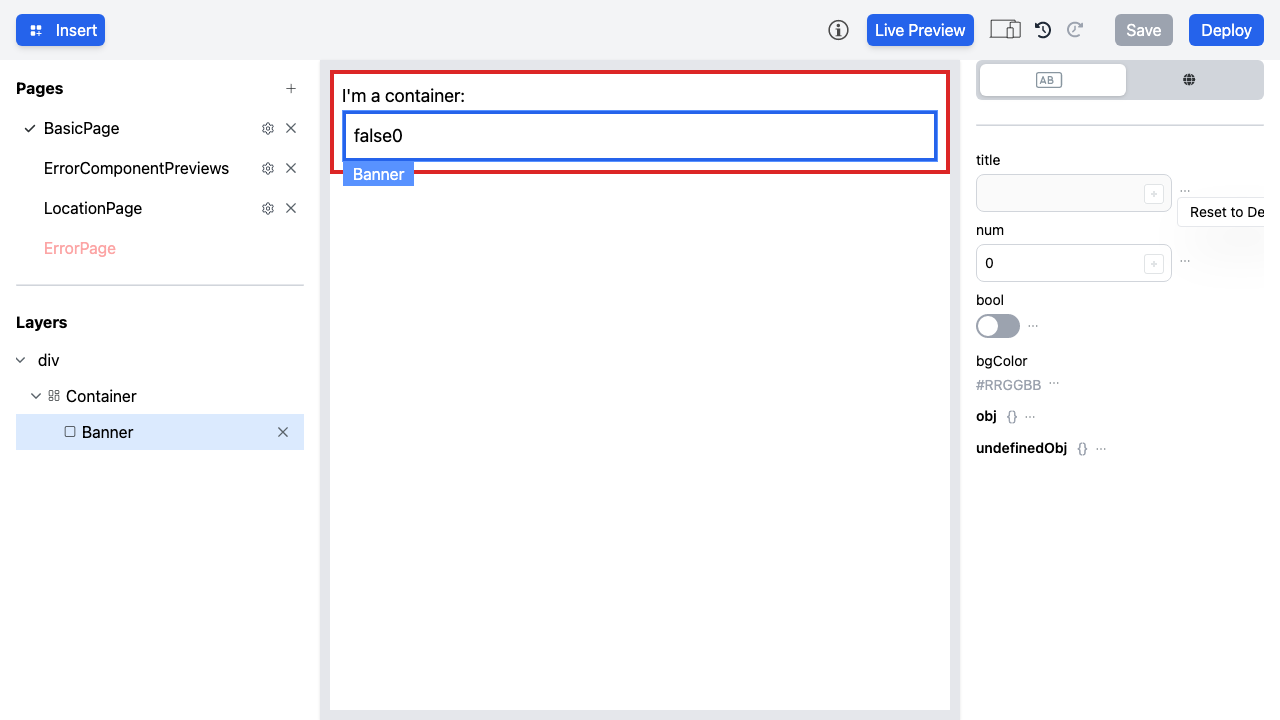 Insert
Live Preview
Save
Deploy
Pages
BasicPage
ErrorComponentPreviews
LocationPage
ErrorPage
Layers
div
Container
Banner
I'm a container:
false0
Banner
AB
title
Reset to De
num
0
bool
bgColor
#RRGGBB
obj {}
undefinedObj {}